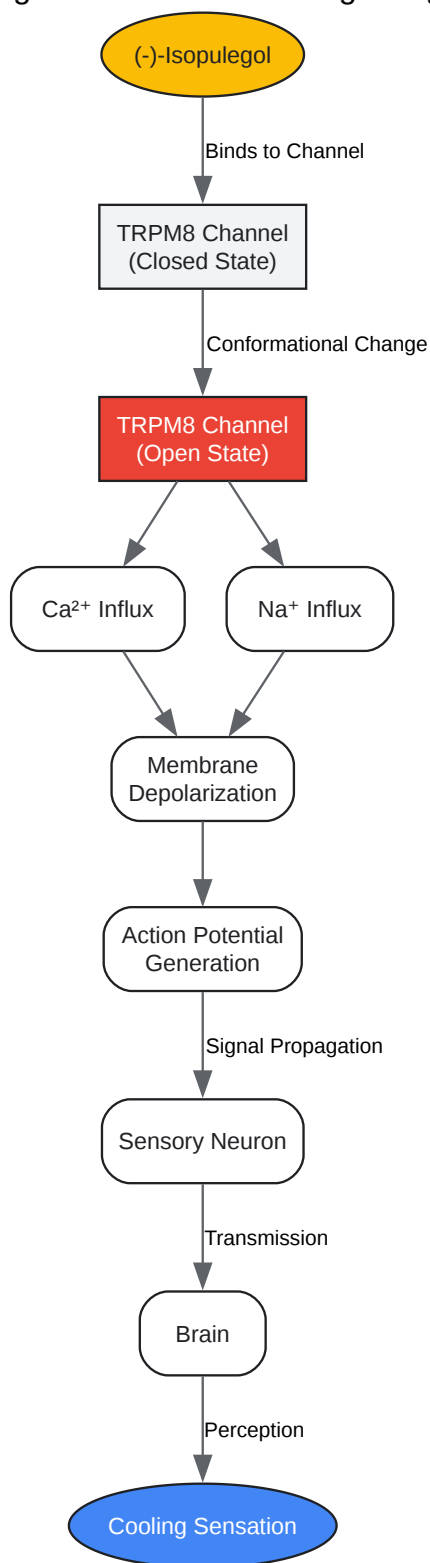 (-)-Isopulegol
Binds to Channel
TRPM8 Channel
(Closed State)
Conformational Change
TRPM8 Channel
(Open State)
Ca²⁺ Influx
Na⁺ Influx
Membrane
Depolarization
Action Potential
Generation
Signal Propagation
Sensory Neuron
Transmission
Brain
Perception
Cooling Sensation